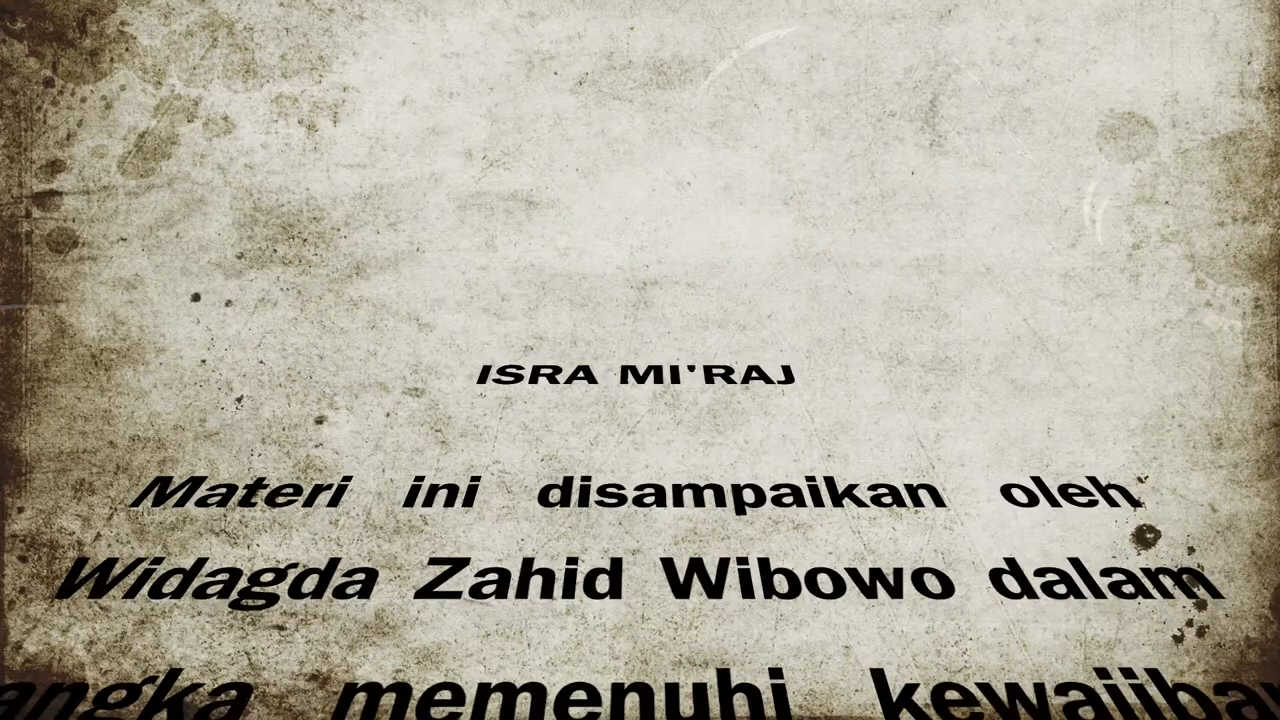 ISRA MI'RAJ
Materi ini disampaikan oleh
Widagda Zahid Wibowo dalam
memenuhi